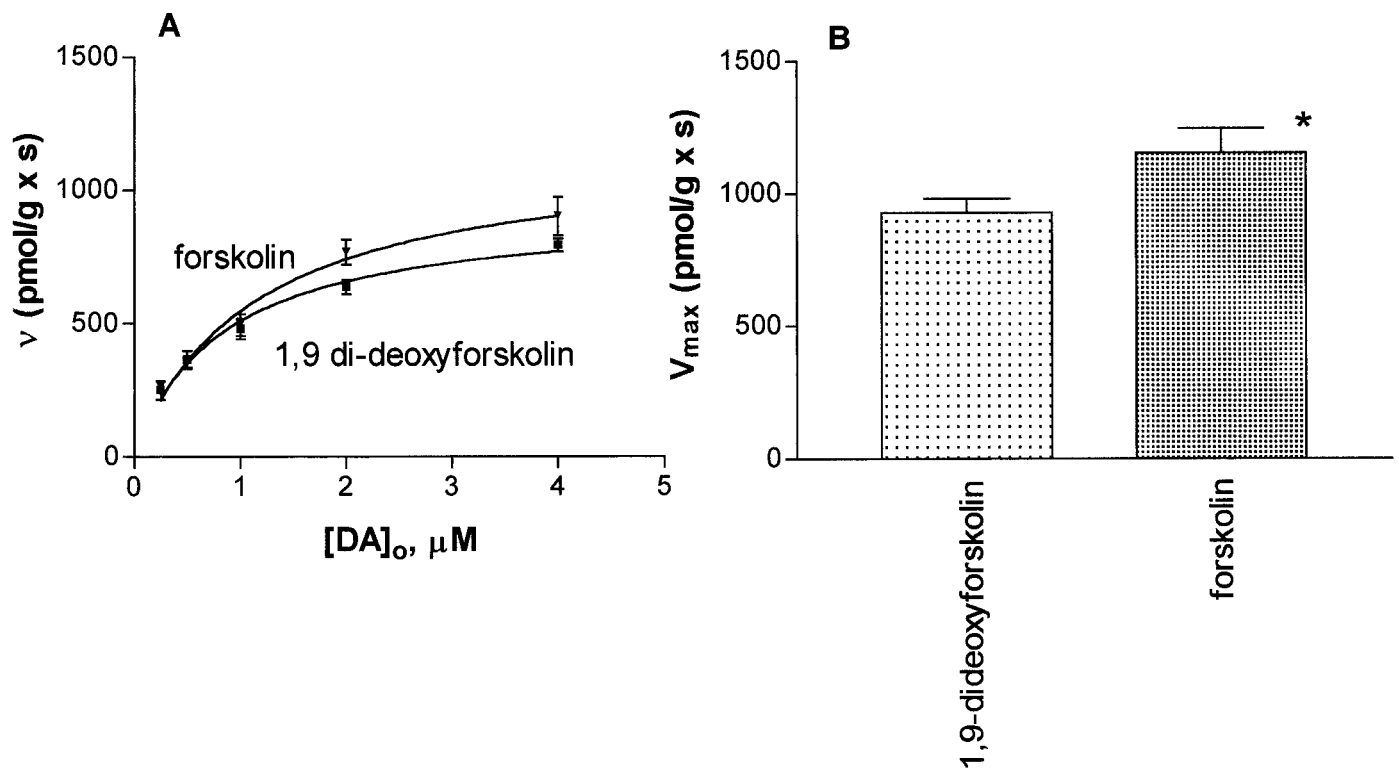 A
1500
1000
500
0
ν (pmol/g x s)
forskolin
1,9 di-deoxyforskolin
0 1 2 3 4 5
[DA]o, μM
B
1500
1000
500
0
Vmax (pmol/g x s)
*
1,9-dideoxyforskolin
forskolin